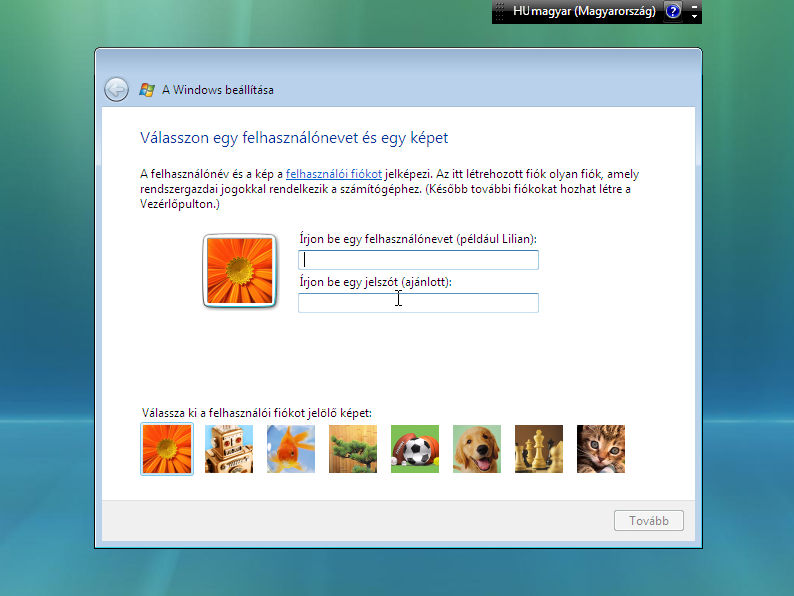 HU magyar (Magyarország) ?
A Windows beállítása
Válasszon egy felhasználónevet és egy képet
A felhasználónév és a kép a felhasználói fiókot jelképezi. Az itt létrehozott fiók olyan fiók, amely
rendszergazdai jogokkal rendelkezik a számítógéphez. (Később további fiókokat hozhat létre a
Vezérlőpulton.)
Írjon be egy felhasználónevet (például Lilian):
Írjon be egy jelszót (ajánlott):
Válassza ki a felhasználói fiókot jelölő képet:
Tovább